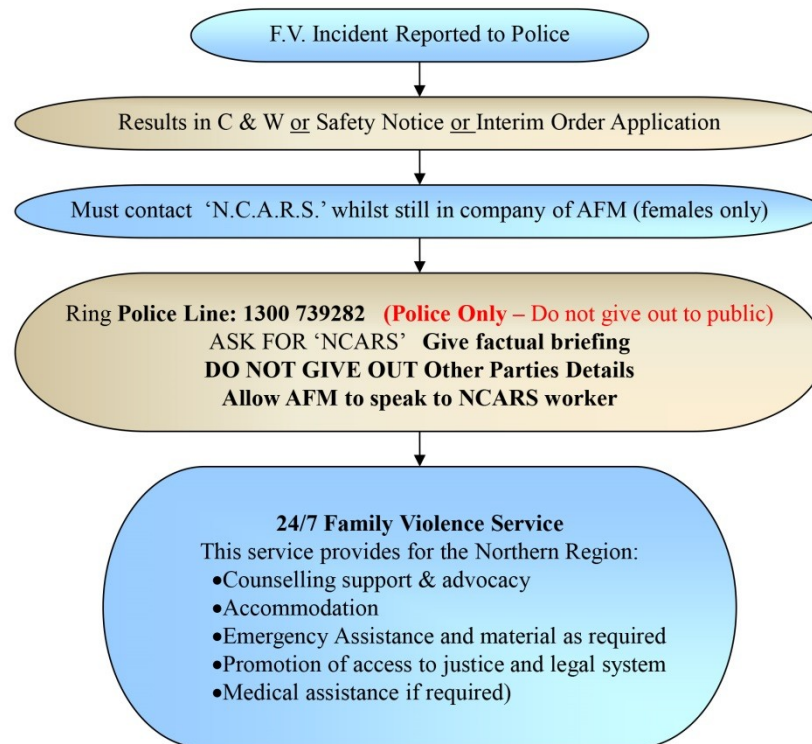 F.V. Incident Reported to Police
Results in C & W or Safety Notice or Interim Order Application
Must contact ‘N.C.A.R.S.’ whilst still in company of AFM (females only)
Ring Police Line: 1300 739282 (Police Only – Do not give out to public)
ASK FOR ‘NCARS’ Give factual briefing
DO NOT GIVE OUT Other Parties Details
Allow AFM to speak to NCARS worker
24/7 Family Violence Service
This service provides for the Northern Region:
•Counselling support & advocacy
•Accommodation
•Emergency Assistance and material as required
•Promotion of access to justice and legal system
•Medical assistance if required)